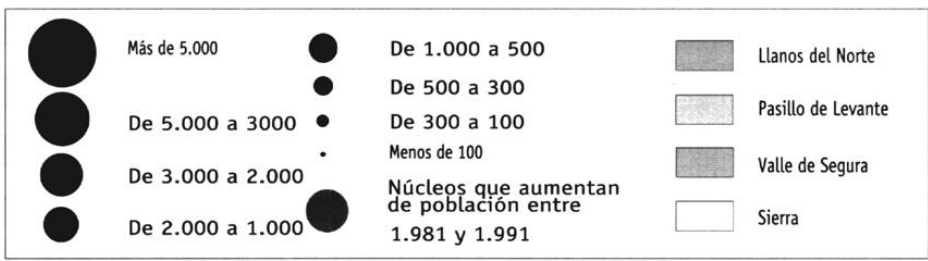 Más de 5.000
De 5.000 a 3000
De 3.000 a 2.000
De 2.000 a 1.000
De 1.000 a 500
De 500 a 300
De 300 a 100
Menos de 100
Núcleos que aumentan
de población entre
1.981 y 1.991
Llanos del Norte
Pasillo de Levante
Valle de Segura
Sierra